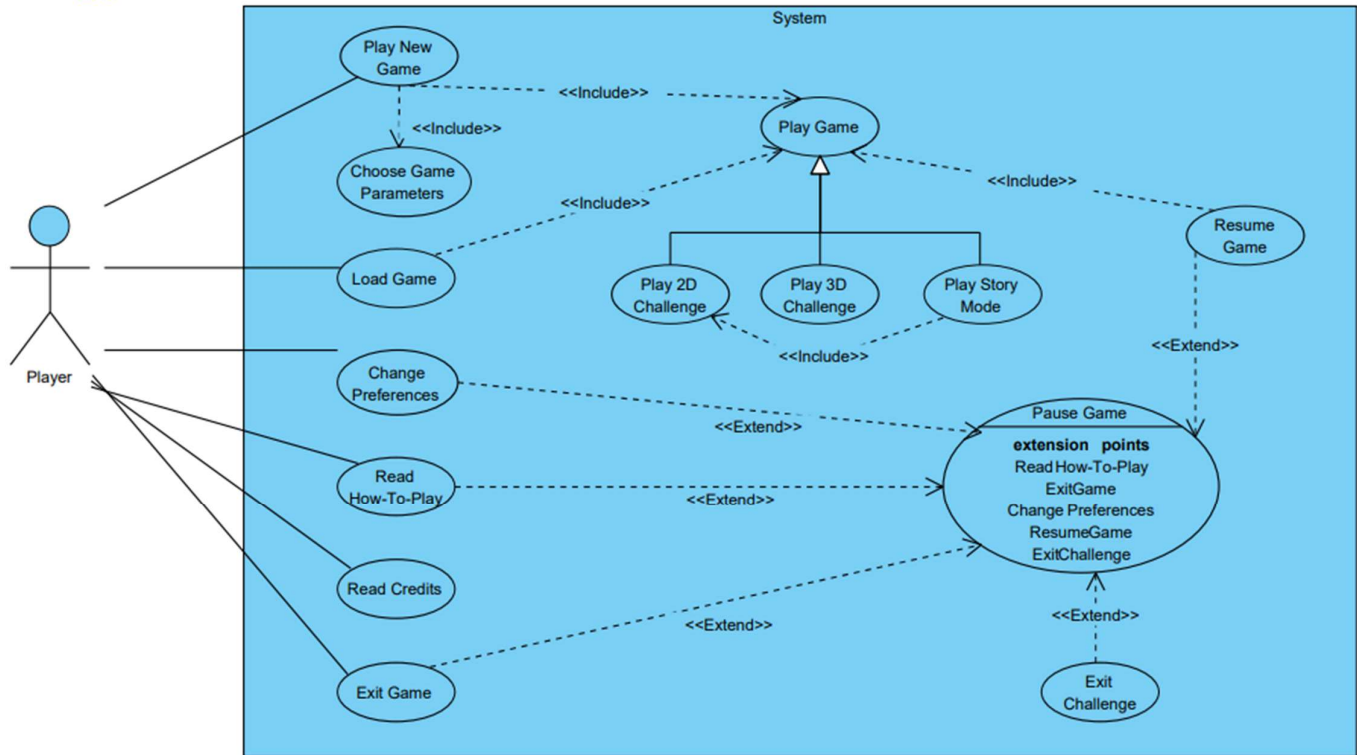 System
Play New
Game
<<Include>>
<<Include>>
Play Game
Choose Game
Parameters
<<Include>>
<<Include>>
Resume
Game
Load Game
Play 2D
Challenge
Play 3D
Challenge
Play Story
Mode
<<Include>>
<<Extend>>
Player
Change
Preferences
<<Extend>>
Pause Game
extension points
Read How-To-Play
ExitGame
Change Preferences
ResumeGame
ExitChallenge
Read
How-To-Play
<<Extend>>
Read Credits
<<Extend>>
<<Extend>>
Exit Game
Exit
Challenge